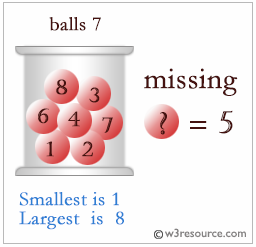 balls 7
8 3
6 4 7
1 2
missing
? = 5
Smallest is 1
Largest is 8
© w3resource.com